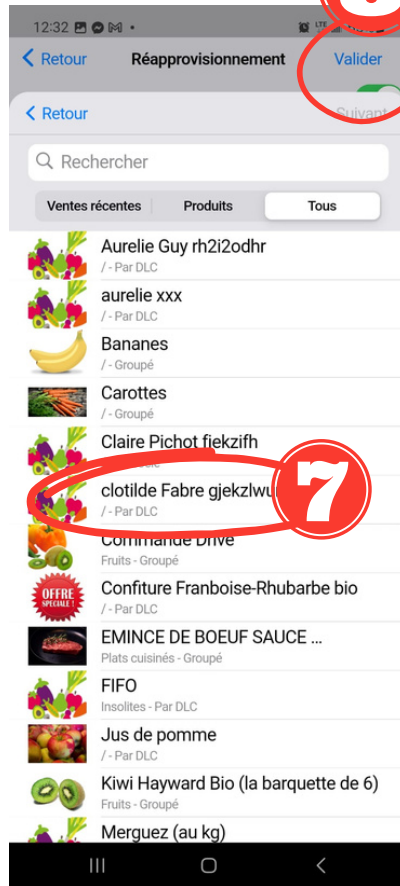 12:32
LTE
Retour Réapprovisionnement Valider
Retour Suivant
Rechercher
Ventes récentes Produits Tous
Aurelie Guy rh2i2odhr
/ - Par DLC
aurelie xxx
/ - Par DLC
Bananes
/ - Groupé
Carottes
/ - Groupé
Claire Pichot fiekzifh
clotilde Fabre gjekzlwu
/ - Par DLC
7
Commande Drive
Fruits - Groupé
OFFRE
SPECIALE !
Confiture Franboise-Rhubarbe bio
/ - Par DLC
EMINCE DE BOEUF SAUCE ...
Plats cuisinés - Groupé
FIFO
Insolites - Par DLC
Jus de pomme
/ - Par DLC
Kiwi Hayward Bio (la barquette de 6)
Fruits - Groupé
Merguez (au kg)